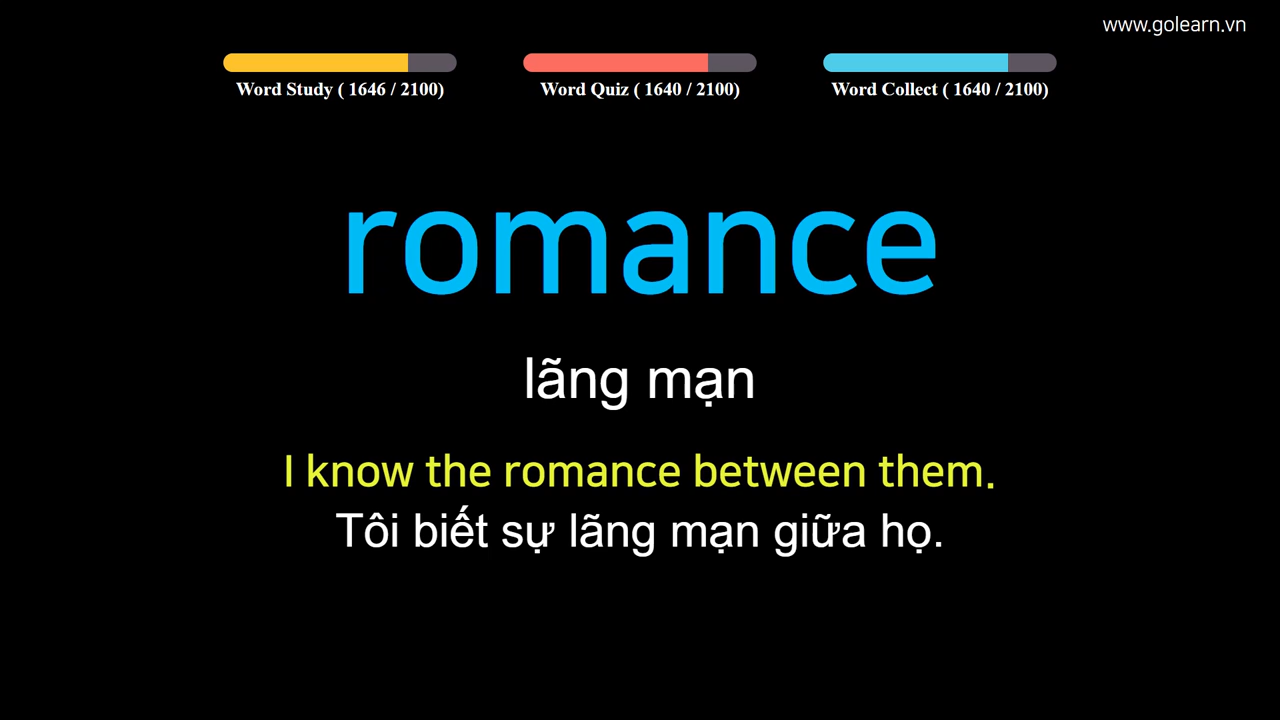 www.golearn.vn
Word Study ( 1646 / 2100)
Word Quiz ( 1640 / 2100)
Word Collect ( 1640 / 2100)
romance
lãng mạn
I know the romance between them.
Tôi biết sự lãng mạn giữa họ.